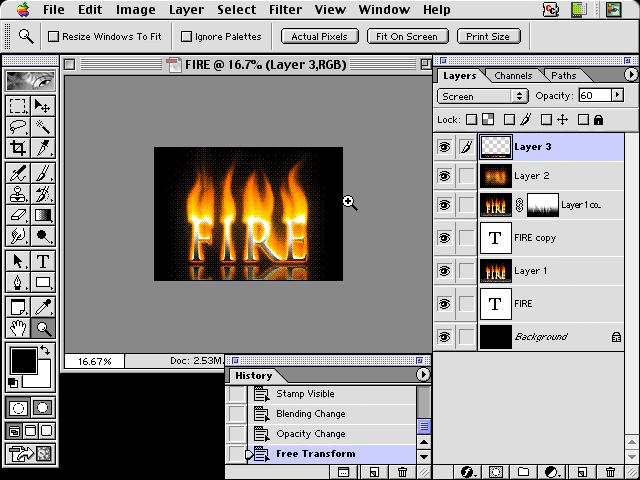 File Edit Image Layer Select Filter View Window Help
Resize Windows To Fit Ignore Palettes Actual Pixels Fit On Screen Print Size
FIRE @ 16.7% (Layer 3,RGB)
FIRE
16.67% Doc: 2.53M
Layers Channels Paths
Screen Opacity: 60
Lock:
Layer 3
Layer 2
FIRE Layer 1 co...
T FIRE copy
FIRE Layer 1
T FIRE
Background
History
Stamp Visible
Blending Change
Opacity Change
Free Transform